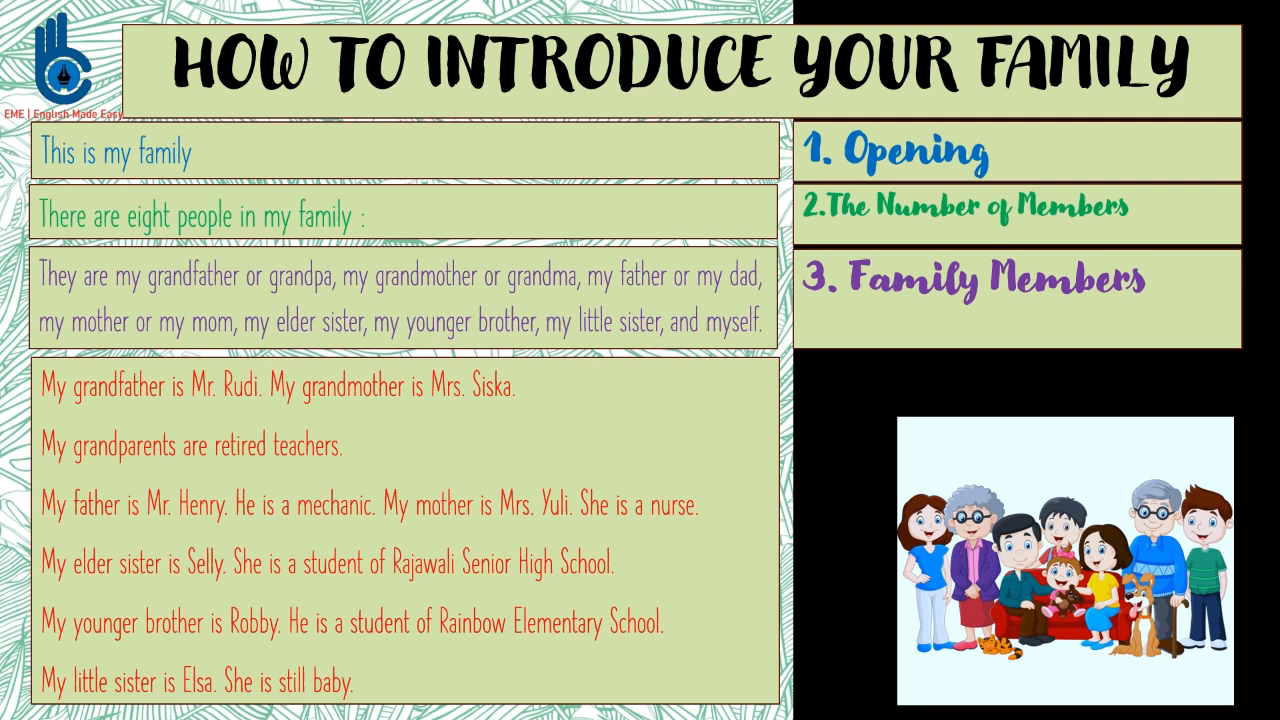 EME | English Made Easy
HOW TO INTRODUCE YOUR FAMILY
This is my family
1. Opening
There are eight people in my family :
2.The Number of Members
They are my grandfather or grandpa, my grandmother or grandma, my father or my dad,
my mother or my mom, my elder sister, my younger brother, my little sister, and myself.
3. Family Members
My grandfather is Mr. Rudi. My grandmother is Mrs. Siska.
My grandparents are retired teachers.
My father is Mr. Henry. He is a mechanic. My mother is Mrs. Yuli. She is a nurse.
My elder sister is Selly. She is a student of Rajawali Senior High School.
My younger brother is Robby. He is a student of Rainbow Elementary School.
My little sister is Elsa. She is still baby.